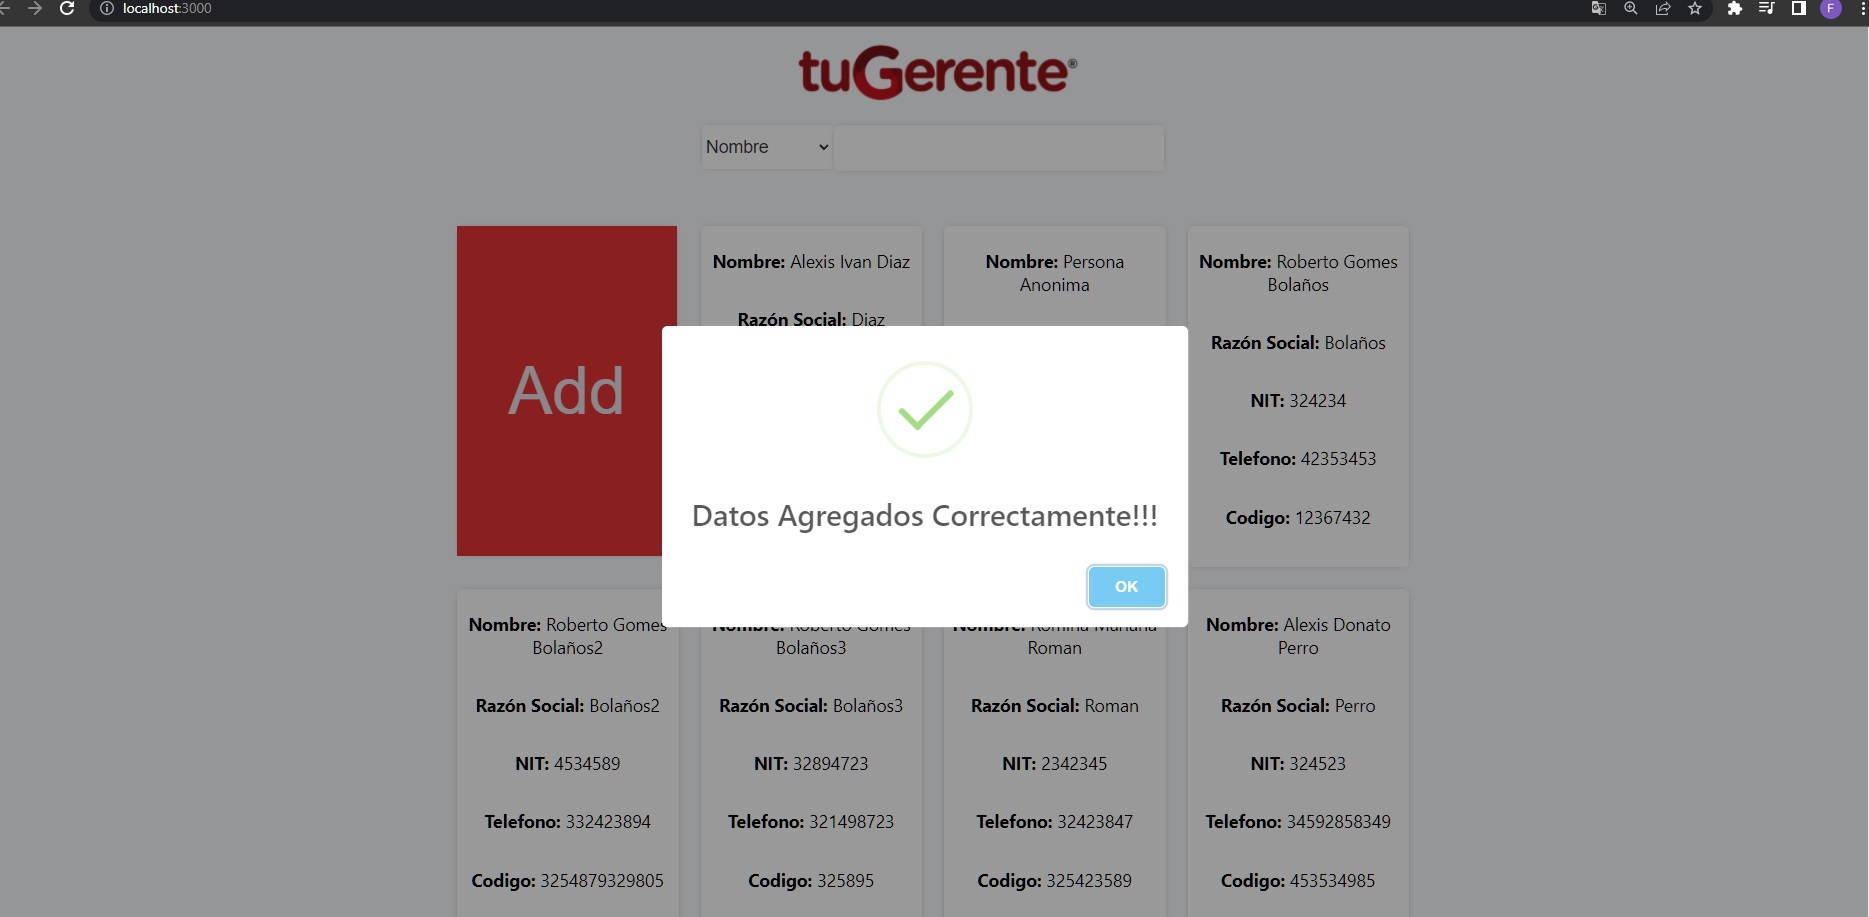 localhost:3000
F
tuGerente®
Nombre
Add
Nombre: Alexis Ivan Diaz
Razón Social: Diaz
Nombre: Persona
Anonima
Nombre: Roberto Gomes
Bolaños
Razón Social: Bolaños
NIT: 324234
Telefono: 42353453
Codigo: 12367432
Datos Agregados Correctamente!!!
OK
Nombre: Roberto Gomes
Bolaños2
Razón Social: Bolaños2
NIT: 4534589
Telefono: 332423894
Codigo: 3254879329805
Nombre: Roberto Gomes
Bolaños3
Razón Social: Bolaños3
NIT: 32894723
Telefono: 321498723
Codigo: 325895
Nombre: Romina Mariana
Roman
Razón Social: Roman
NIT: 2342345
Telefono: 32423847
Codigo: 325423589
Nombre: Alexis Donato
Perro
Razón Social: Perro
NIT: 324523
Telefono: 34592858349
Codigo: 453534985